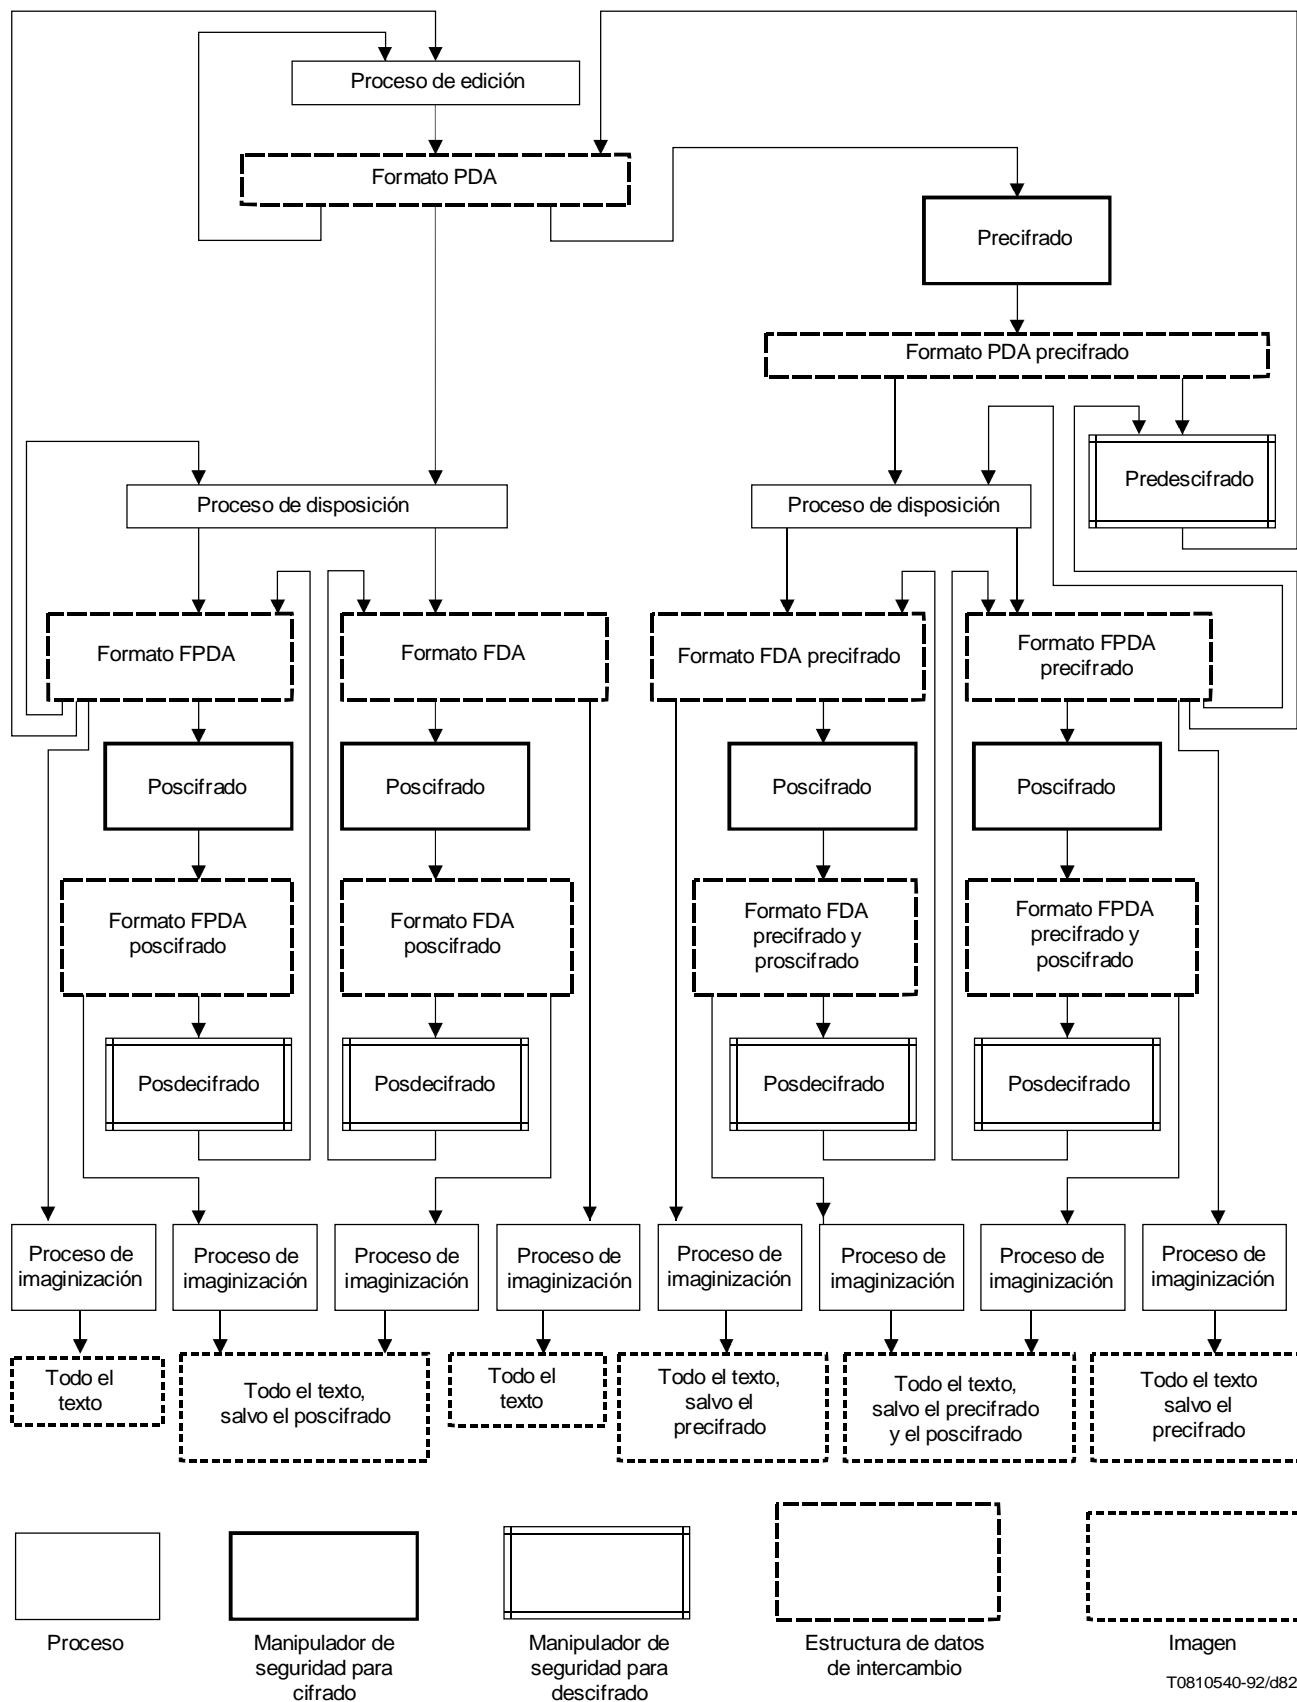 Proceso de edición
Formato PDA
Precifrado
Formato PDA precifrado
Predescifrado
Proceso de disposición
Proceso de disposición
Formato FPDA
Formato FDA
Formato FDA precifrado
Formato FPDA
precifrado
Poscifrado
Poscifrado
Poscifrado
Poscifrado
Formato FPDA
poscifrado
Formato FDA
poscifrado
Formato FDA
precifrado y
proscifrado
Formato FPDA
precifrado y
poscifrado
Posdecifrado
Posdecifrado
Posdecifrado
Posdecifrado
Proceso de
imaginización
Proceso de
imaginización
Proceso de
imaginización
Proceso de
imaginización
Proceso de
imaginización
Proceso de
imaginización
Proceso de
imaginización
Proceso de
imaginización
Todo el
texto
Todo el texto,
salvo el poscifrado
Todo el
texto
Todo el texto,
salvo el
precifrado
Todo el texto,
salvo el precifrado
y el poscifrado
Todo el texto
salvo el
precifrado
Proceso
Manipulador de
seguridad para
cifrado
Manipulador de
seguridad para
descifrado
Estructura de datos
de intercambio
Imagen
T0810540-92/d82